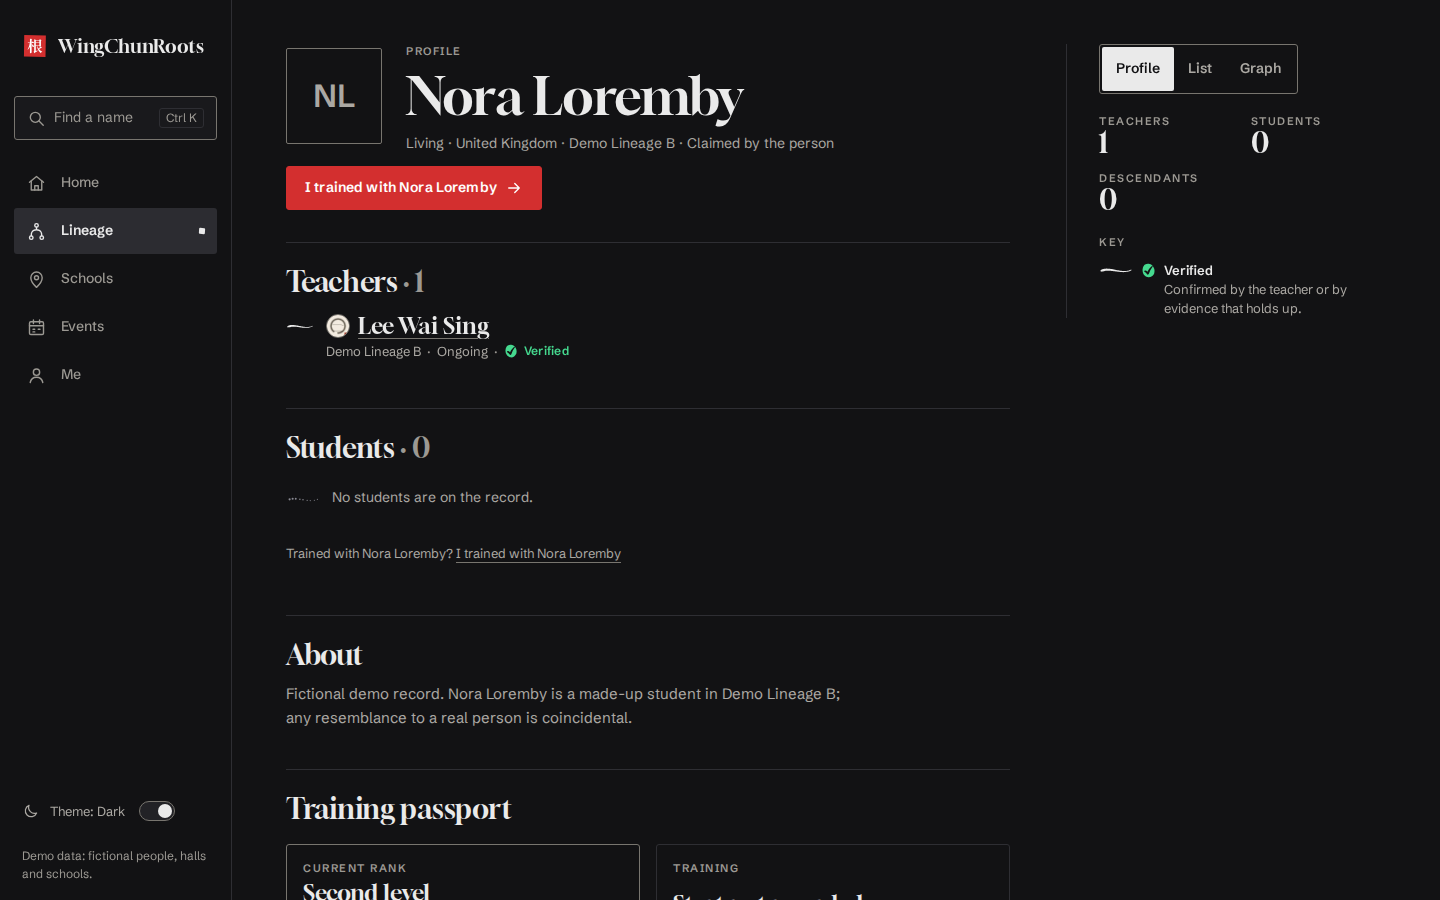 根 WingChunRoots
Find a name Ctrl K
Home
Lineage
Schools
Events
Me
Theme: Dark
Demo data: fictional people, halls
and schools.
NL
PROFILE
Nora Loremby
Living · United Kingdom · Demo Lineage B · Claimed by the person
I trained with Nora Loremby →
Teachers · 1
Lee Wai Sing
Demo Lineage B · Ongoing · Verified
Students · 0
No students are on the record.
Trained with Nora Loremby? I trained with Nora Loremby
About
Fictional demo record. Nora Loremby is a made-up student in Demo Lineage B;
any resemblance to a real person is coincidental.
Training passport
CURRENT RANK
Second level
TRAINING
Profile List Graph
TEACHERS
1
STUDENTS
0
DESCENDANTS
0
KEY
Verified
Confirmed by the teacher or by
evidence that holds up.